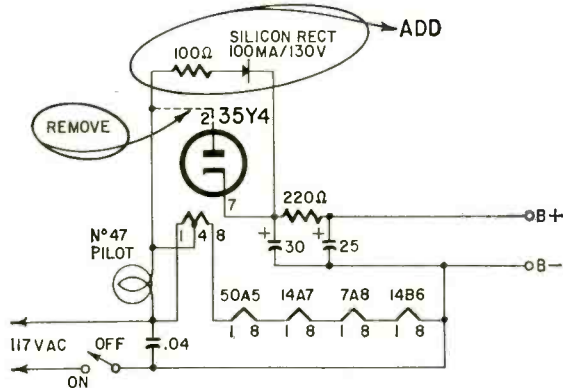 ADD
SILICON RECT
100MA/130V
100Ω
REMOVE
2 35Y4
7
220Ω
B+
+ 30
+ 25
1 4 8
N°47
PILOT
B−
50A5 14A7 7A8 14B6
1 8 1 8 1 8 1 8
117VAC
OFF
.04
ON